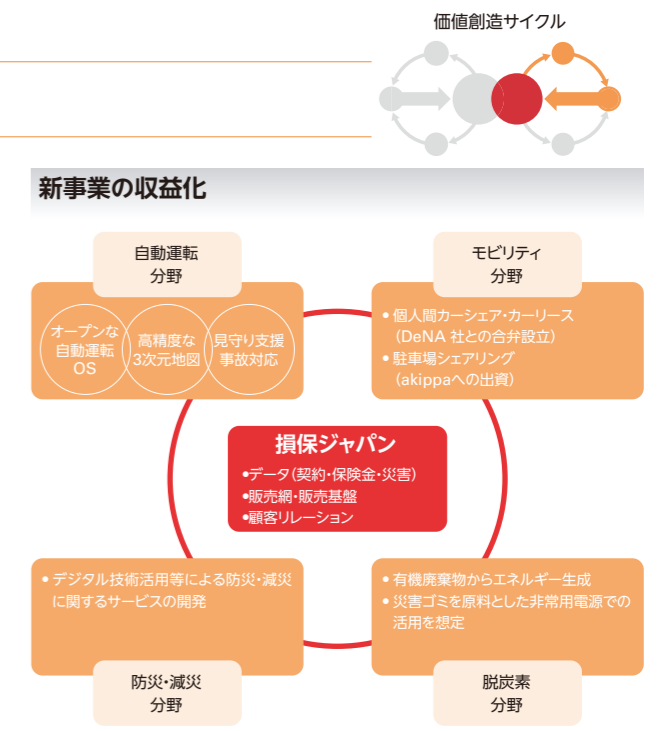 価値創造サイクル
新事業の収益化
自動運転
分野
オープンな
自動運転
OS
高精度な
3次元地図
見守り支援
事故対応
モビリティ
分野
• 個人間カーシェア・カーリース
（DeNA 社との合弁設立）
• 駐車場シェアリング
（akippaへの出資）
損保ジャパン
•データ（契約・保険金・災害）
•販売網・販売基盤
•顧客リレーション
• デジタル技術活用等による防災・減災
に関するサービスの開発
防災・減災
分野
• 有機廃棄物からエネルギー生成
• 災害ゴミを原料とした非常用電源での
活用を想定
脱炭素
分野